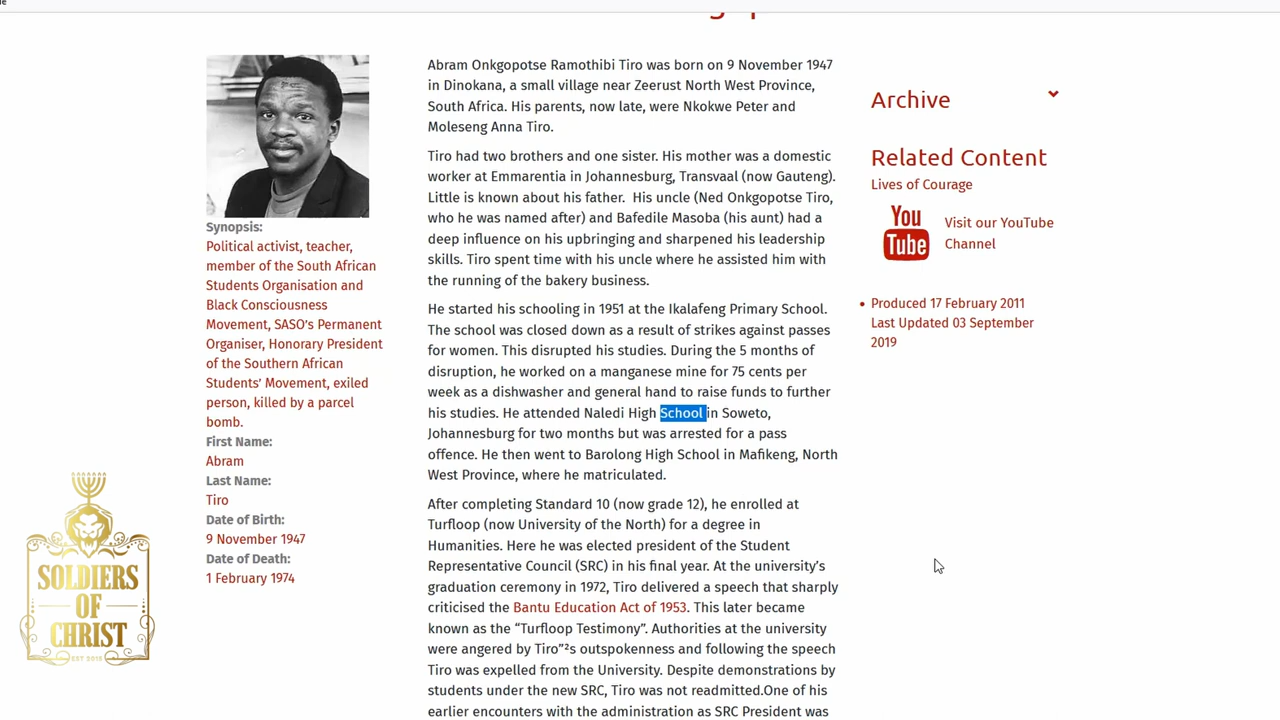 Abram Onkgopotse Ramothibi Tiro was born on 9 November 1947
in Dinokana, a small village near Zeerust North West Province,
South Africa. His parents, now late, were Nkokwe Peter and
Moleseng Anna Tiro.
Tiro had two brothers and one sister. His mother was a domestic
worker at Emmarentia in Johannesburg, Transvaal (now Gauteng).
Little is known about his father.  His uncle (Ned Onkgopotse Tiro,
who he was named after) and Bafedile Masoba (his aunt) had a
deep influence on his upbringing and sharpened his leadership
skills. Tiro spent time with his uncle where he assisted him with
the running of the bakery business.
He started his schooling in 1951 at the Ikalafeng Primary School.
The school was closed down as a result of strikes against passes
for women. This disrupted his studies. During the 5 months of
disruption, he worked on a manganese mine for 75 cents per
week as a dishwasher and general hand to raise funds to further
his studies. He attended Naledi High School in Soweto,
Johannesburg for two months but was arrested for a pass
offence. He then went to Barolong High School in Mafikeng, North
West Province, where he matriculated.
After completing Standard 10 (now grade 12), he enrolled at
Turfloop (now University of the North) for a degree in
Humanities. Here he was elected president of the Student
Representative Council (SRC) in his final year. At the university’s
graduation ceremony in 1972, Tiro delivered a speech that sharply
criticised the Bantu Education Act of 1953. This later became
known as the “Turfloop Testimony”. Authorities at the university
were angered by Tiro”²s outspokenness and following the speech
Tiro was expelled from the University. Despite demonstrations by
students under the new SRC, Tiro was not readmitted.One of his
earlier encounters with the administration as SRC President was
Synopsis:
Political activist, teacher,
member of the South African
Students Organisation and
Black Consciousness
Movement, SASO’s Permanent
Organiser, Honorary President
of the Southern African
Students’ Movement, exiled
person, killed by a parcel
bomb.
First Name:
Abram
Last Name:
Tiro
Date of Birth:
9 November 1947
Date of Death:
1 February 1974
Archive
Related Content
Lives of Courage
You
Tube
Visit our YouTube
Channel
Produced 17 February 2011
Last Updated 03 September
2019
SOLDIERS
OF
CHRIST